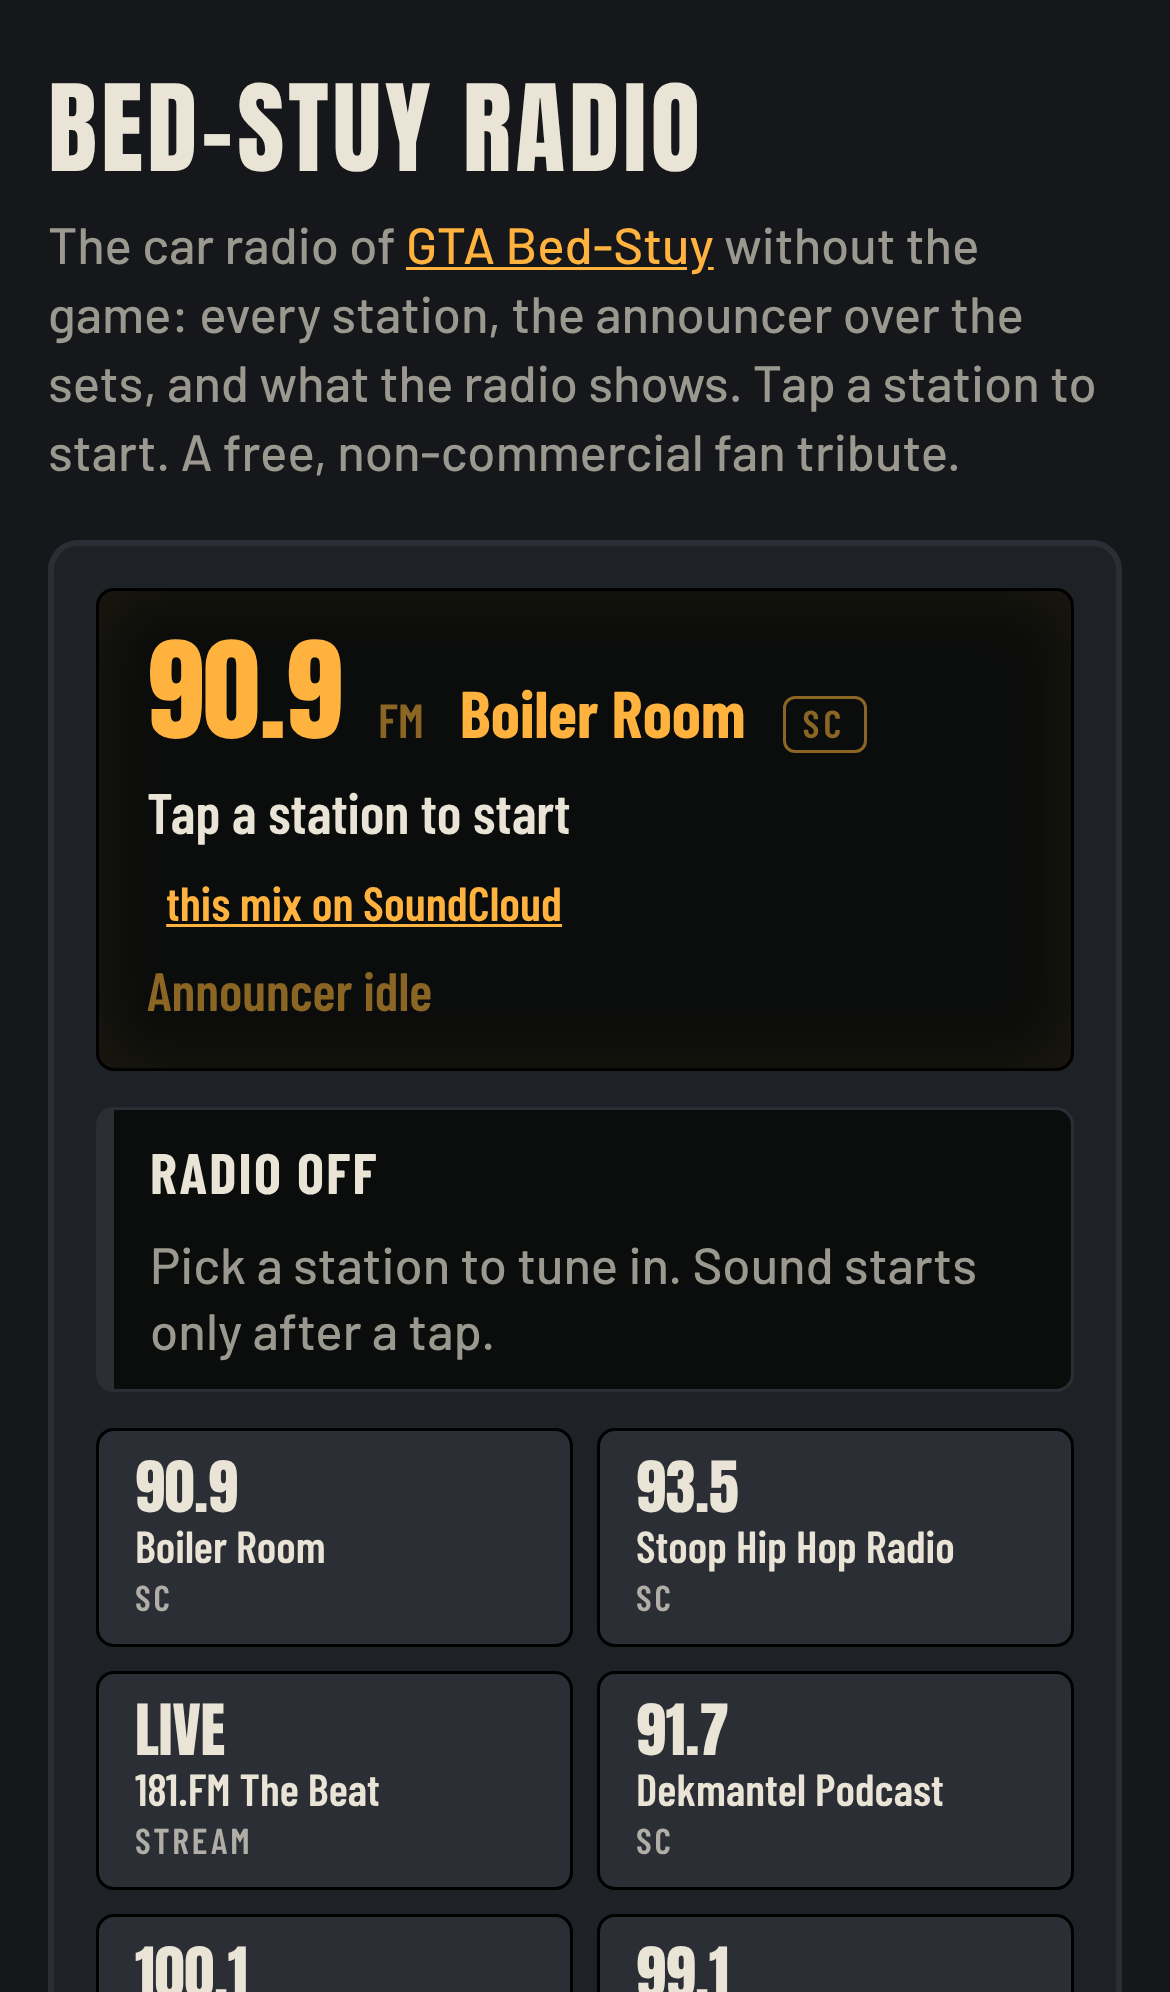 BED-STUY RADIO
The car radio of GTA Bed-Stuy without the
game: every station, the announcer over the
sets, and what the radio shows. Tap a station to
start. A free, non-commercial fan tribute.
90.9 FM Boiler Room SC
Tap a station to start
this mix on SoundCloud
Announcer idle
RADIO OFF
Pick a station to tune in. Sound starts
only after a tap.
90.9
Boiler Room
SC
93.5
Stoop Hip Hop Radio
SC
LIVE
181.FM The Beat
STREAM
91.7
Dekmantel Podcast
SC
100.1
99.1